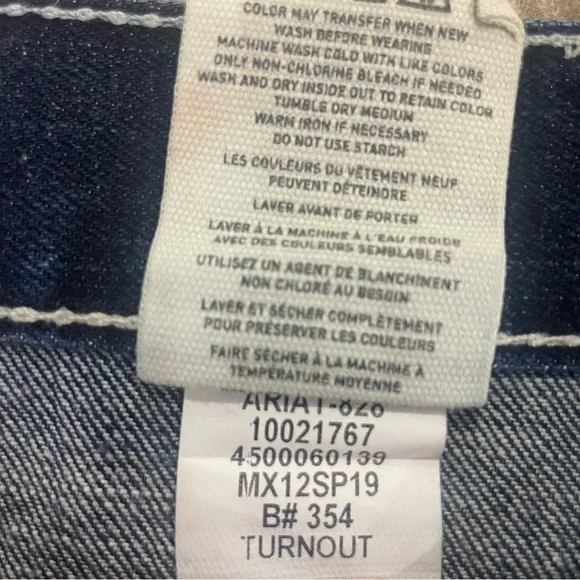 COLOR MAY TRANSFER WHEN NEW
WASH BEFORE WEARING
MACHINE WASH COLD WITH LIKE COLORS
ONLY NON-CHLORINE BLEACH IF NEEDED
WASH AND DRY INSIDE OUT TO RETAIN COLOR
TUMBLE DRY MEDIUM
WARM IRON IF NECESSARY
DO NOT USE STARCH
LES COULEURS DU VÊTEMENT NEUF
PEUVENT DÉTEINDRE
LAVER AVANT DE PORTER
LAVER À LA MACHINE À L'EAU FROIDE
AVEC DES COULEURS SEMBLABLES
UTILISEZ UN AGENT DE BLANCHIMENT
NON CHLORÉ AU BESOIN
LAVER ET SÉCHER COMPLÈTEMENT
POUR PRÉSERVER LES COULEURS
FAIRE SÉCHER À LA MACHINE À
TEMPÉRATURE MOYENNE
ARIAT-828
10021767
4500060139
MX12SP19
B# 354
TURNOUT